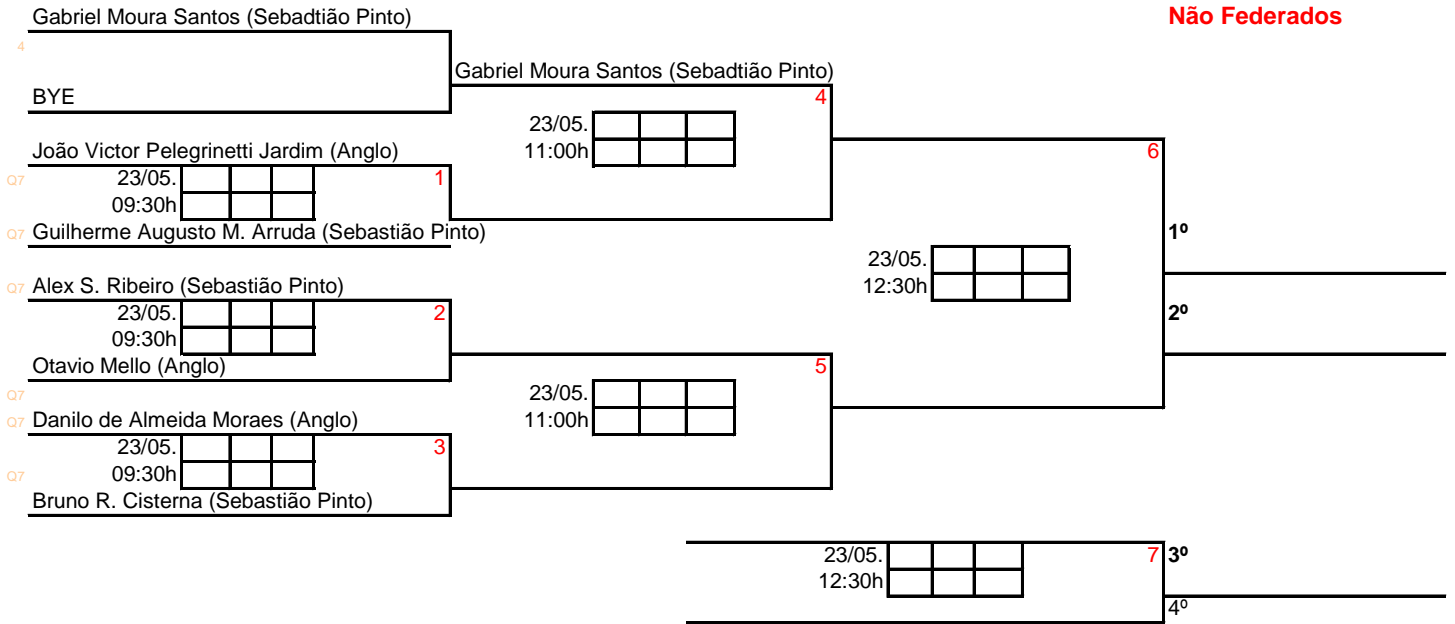 Gabriel Moura Santos (Sebadtião Pinto)
Não Federados
4
Gabriel Moura Santos (Sebadtião Pinto)
BYE
4
23/05.
11:00h
João Victor Pelegrinetti Jardim (Anglo)
6
Q7
23/05.
1
09:30h
Q7 Guilherme Augusto M. Arruda (Sebastião Pinto)
1º
23/05.
12:30h
Q7 Alex S. Ribeiro (Sebastião Pinto)
23/05.
2
2º
09:30h
Otavio Mello (Anglo)
5
Q7
23/05.
11:00h
Q7 Danilo de Almeida Moraes (Anglo)
23/05.
3
09:30h
Q7
Bruno R. Cisterna (Sebastião Pinto)
23/05.
7
3º
12:30h
4º